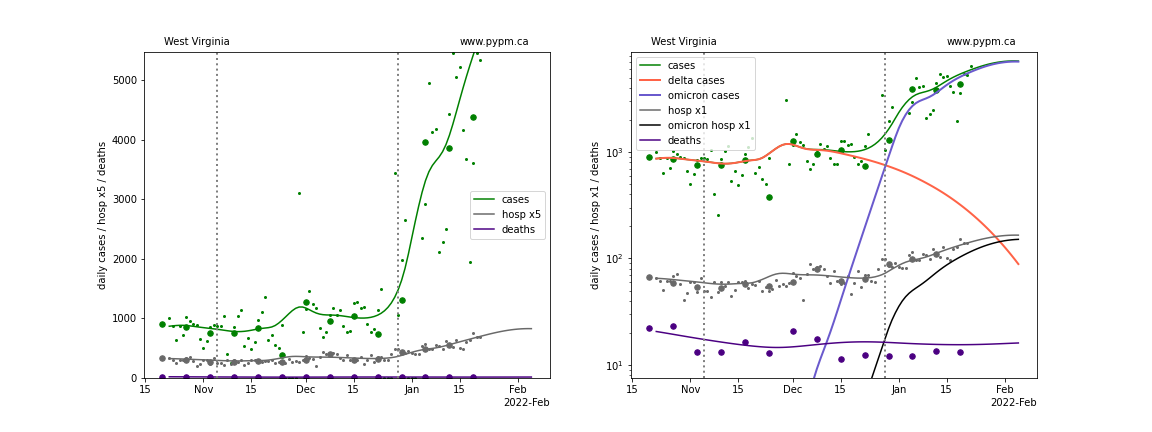 West Virginia
www.pypm.ca
daily cases / hosp x5 / deaths
5000
4000
3000
2000
1000
0
cases
hosp x5
deaths
15
Nov
15
Dec
15
Jan
15
Feb
2022-Feb
West Virginia
www.pypm.ca
daily cases / hosp x1 / deaths
10³
10²
10¹
cases
delta cases
omicron cases
hosp x1
omicron hosp x1
deaths
15
Nov
15
Dec
15
Jan
15
Feb
2022-Feb